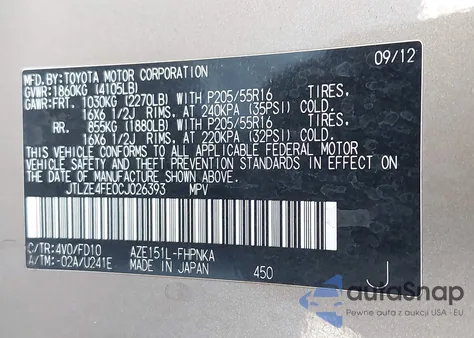 MFD.BY:TOYOTA MOTOR CORPORATION 09/12
GVWR:1860KG (4105LB)
GAWR:FRT. 1030KG (2270LB) WITH P205/55R16 TIRES.
16X6 1/2J RIMS. AT 240KPA (35PSI) COLD.
RR. 855KG (1880LB) WITH P205/55R16 TIRES.
16X6 1/2J RIMS. AT 220KPA (32PSI) COLD.
THIS VEHICLE CONFORMS TO ALL APPLICABLE FEDERAL MOTOR
VEHICLE SAFETY AND BUMPER STANDARDS IN EFFECT ON THE
DATE OF MANUFACTURE SHOWN ABOVE.
JTLZE4FE0CJ026393 MPV
C/TR:4V0/FD10 AZE151L-FHPNKA
A/TM:-02A/U241E MADE IN JAPAN 450 J
autaSnap
Pewne auta z aukcji USA - EU